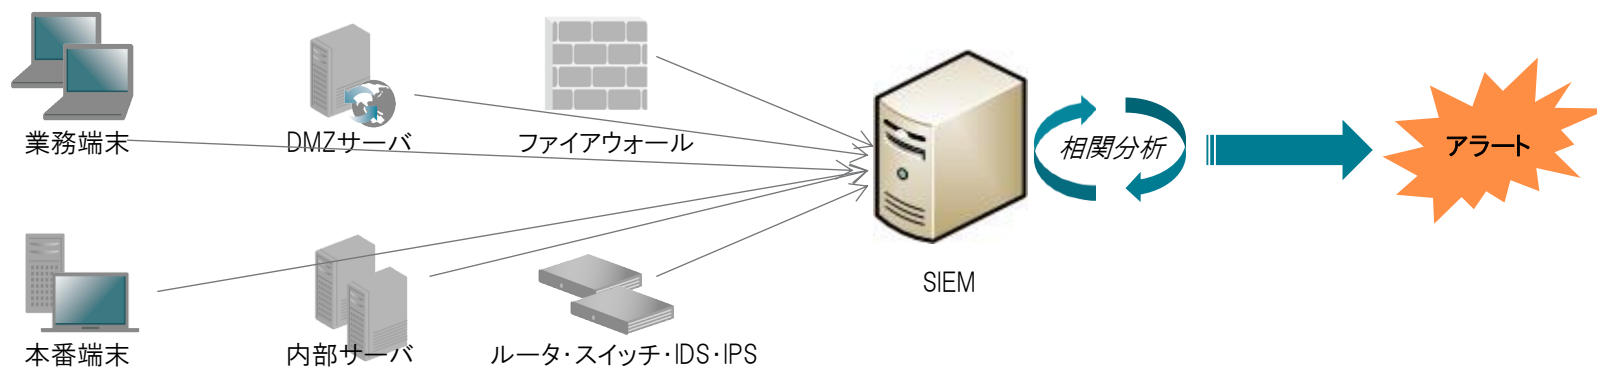 業務端末
DMZサーバ
ファイアウォール
相関分析
アラート
SIEM
本番端末
内部サーバ
ルータ・スイッチ・IDS・IPS